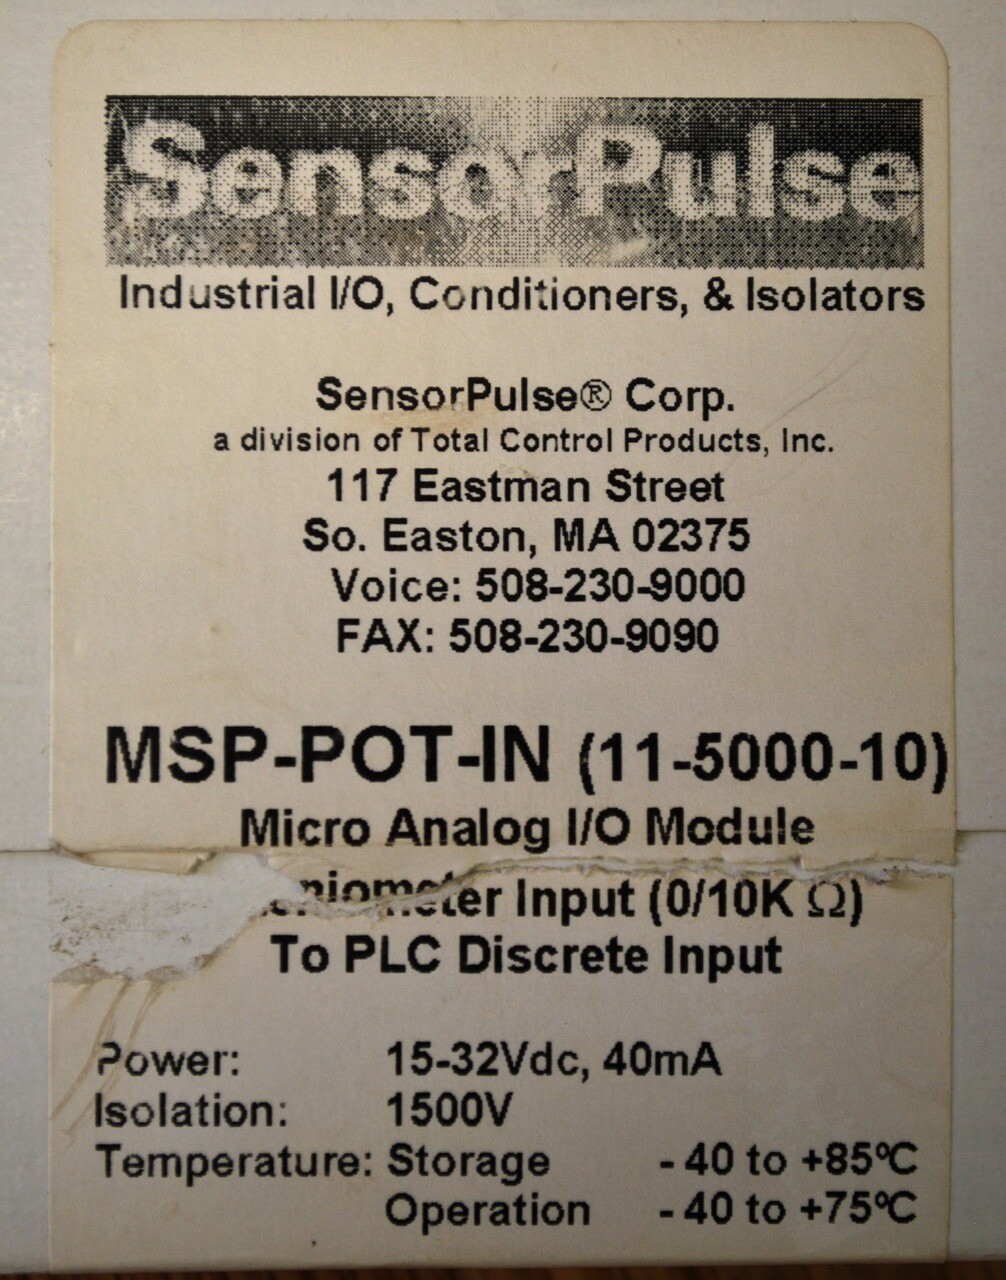 SensorPulse
Industrial I/O, Conditioners, & Isolators
SensorPulse® Corp.
a division of Total Control Products, Inc.
117 Eastman Street
So. Easton, MA 02375
Voice: 508-230-9000
FAX: 508-230-9090
MSP-POT-IN (11-5000-10)
Micro Analog I/O Module
Input (0/10K Ω)
To PLC Discrete Input
Power: 15-32Vdc, 40mA
Isolation: 1500V
Temperature: Storage - 40 to +85ºC
Operation - 40 to +75ºC